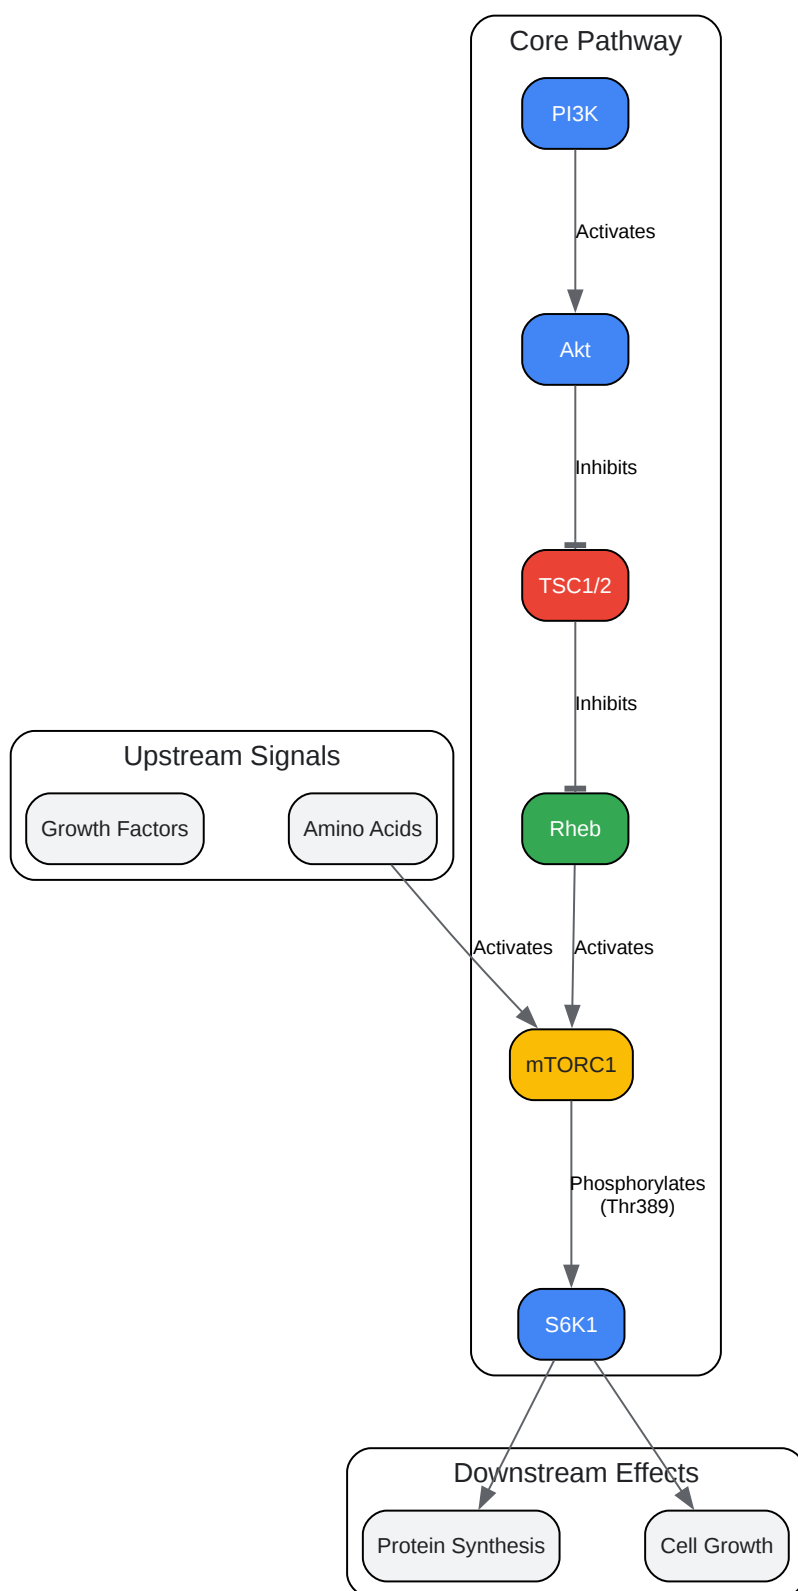 Core Pathway
PI3K
Activates
Akt
Inhibits
TSC1/2
Inhibits
Upstream Signals
Growth Factors
Amino Acids
Rheb
Activates
Activates
mTORC1
Phosphorylates
(Thr389)
S6K1
Downstream Effects
Protein Synthesis
Cell Growth